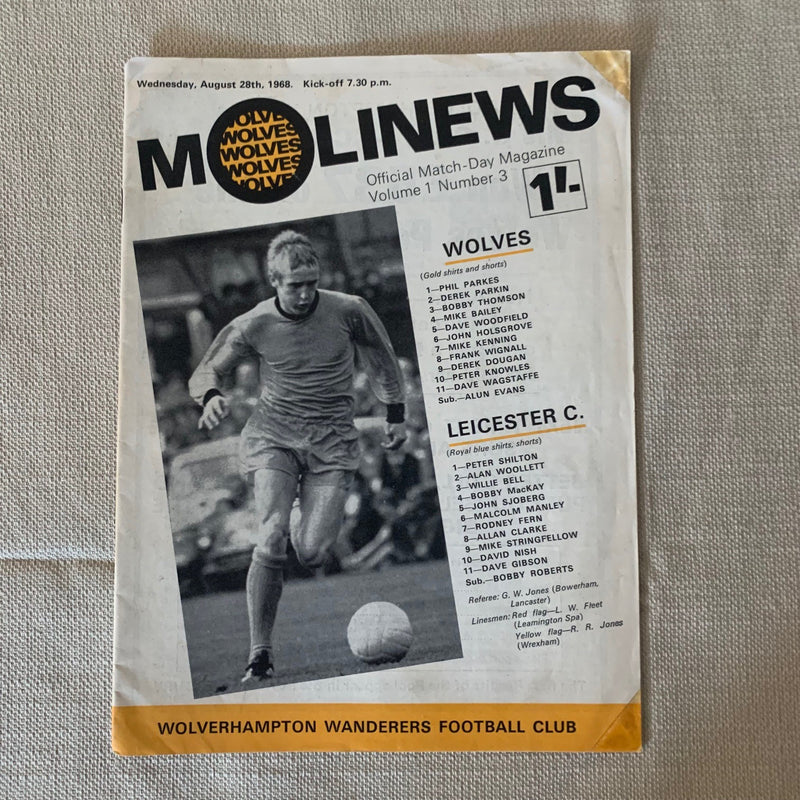 Wednesday, August 28th, 1968. Kick-off 7.30 p.m.
MOLINEWS
WOLVES
WOLVES
WOLVES
WOLVES
WOLVES
Official Match-Day Magazine
Volume 1 Number 3
1/-
WOLVES
(Gold shirts and shorts)
1—PHIL PARKES
2—DEREK PARKIN
3—BOBBY THOMSON
4—MIKE BAILEY
5—DAVE WOODFIELD
6—JOHN HOLSGROVE
7—MIKE KENNING
8—FRANK WIGNALL
9—DEREK DOUGAN
10—PETER KNOWLES
11—DAVE WAGSTAFFE
Sub.—ALUN EVANS
LEICESTER C.
(Royal blue shirts, shorts)
1—PETER SHILTON
2—ALAN WOOLLETT
3—WILLIE BELL
4—BOBBY MacKAY
5—JOHN SJOBERG
6—MALCOLM MANLEY
7—RODNEY FERN
8—ALLAN CLARKE
9—MIKE STRINGFELLOW
10—DAVID NISH
11—DAVE GIBSON
Sub.—BOBBY ROBERTS
Referee: G. W. Jones (Bowerham,
Lancaster)
Linesmen: Red flag—L. W. Fleet
(Leamington Spa)
Yellow flag—R. R. Jones
(Wrexham)
WOLVERHAMPTON WANDERERS FOOTBALL CLUB